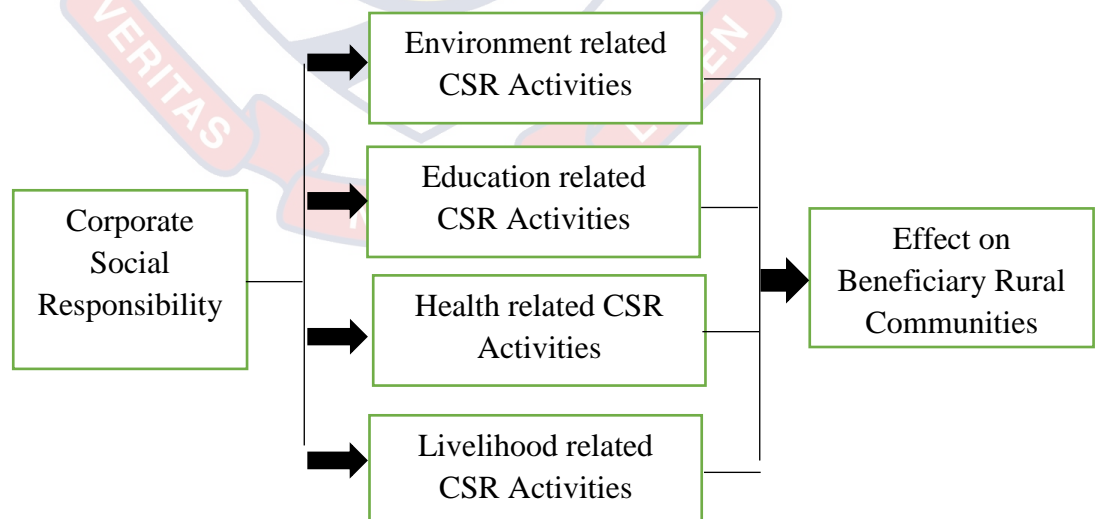 VERITAS
Environment related
CSR Activities
Education related
CSR Activities
Corporate
Social
Responsibility
Health related CSR
Activities
Livelihood related
CSR Activities
Effect on
Beneficiary Rural
Communities